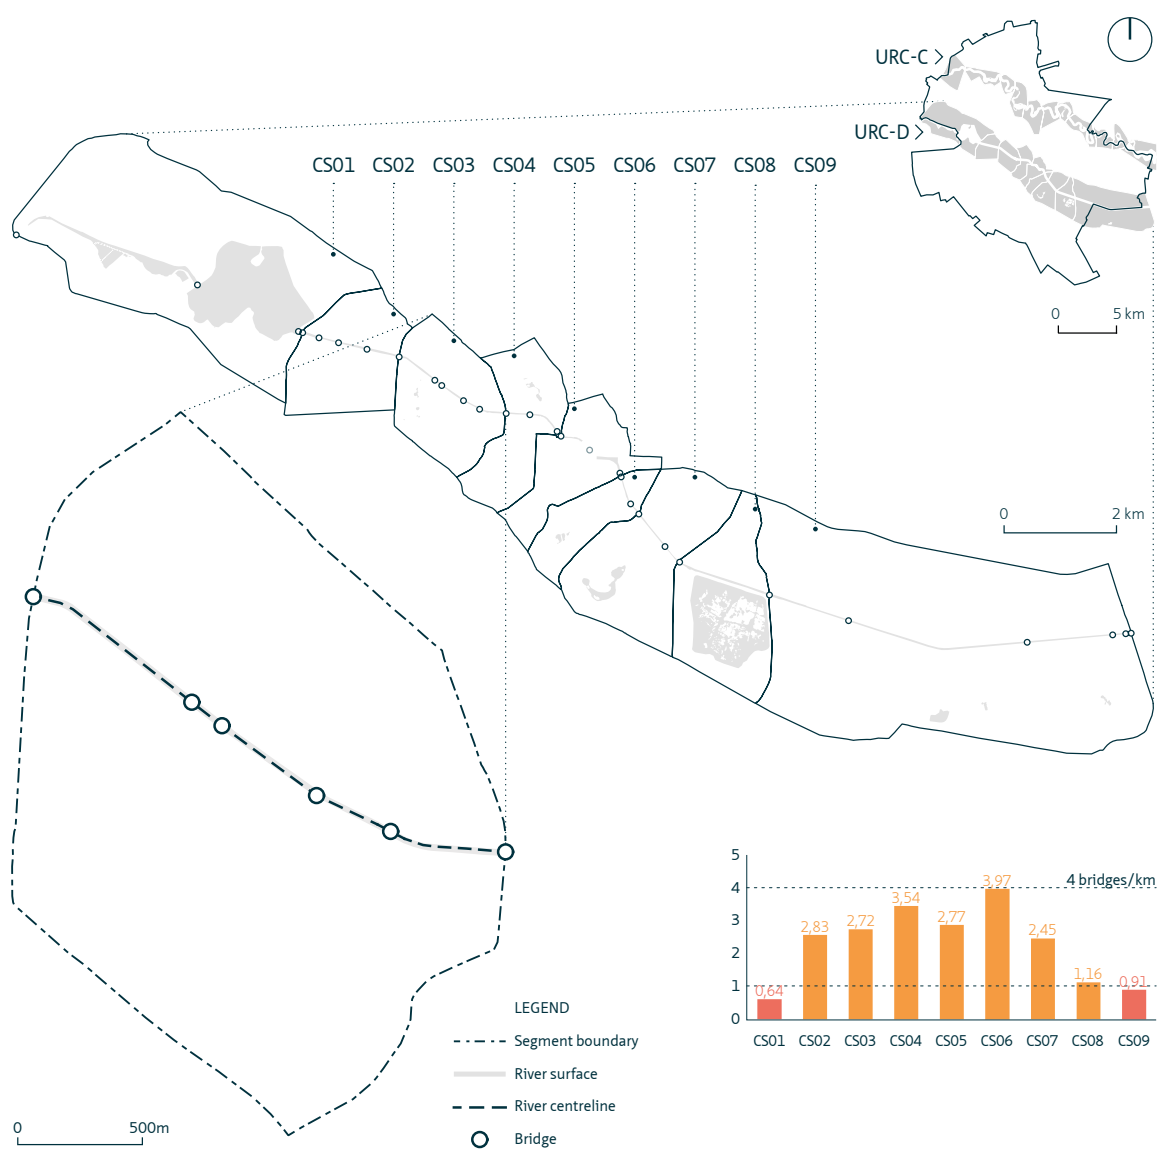 URC-C
URC-D
0 5 km
CS01 CS02 CS03 CS04 CS05 CS06 CS07 CS08 CS09
0 2 km
5
4
3
2
1
0
4 bridges/km
0,64
2,83
2,72
3,54
2,77
3,97
2,45
1,16
0,91
CS01 CS02 CS03 CS04 CS05 CS06 CS07 CS08 CS09
LEGEND
Segment boundary
River surface
River centreline
Bridge
0 500m